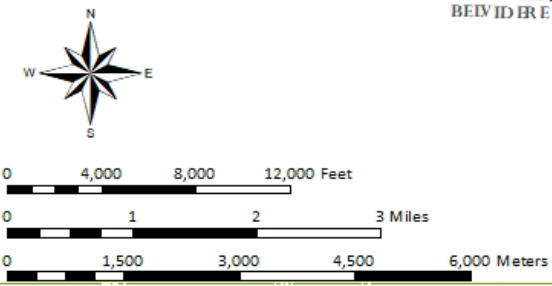 N
BELVIDERE
W E
S
0 4,000 8,000 12,000 Feet
0 1 2 3 Miles
0 1,500 3,000 4,500 6,000 Meters